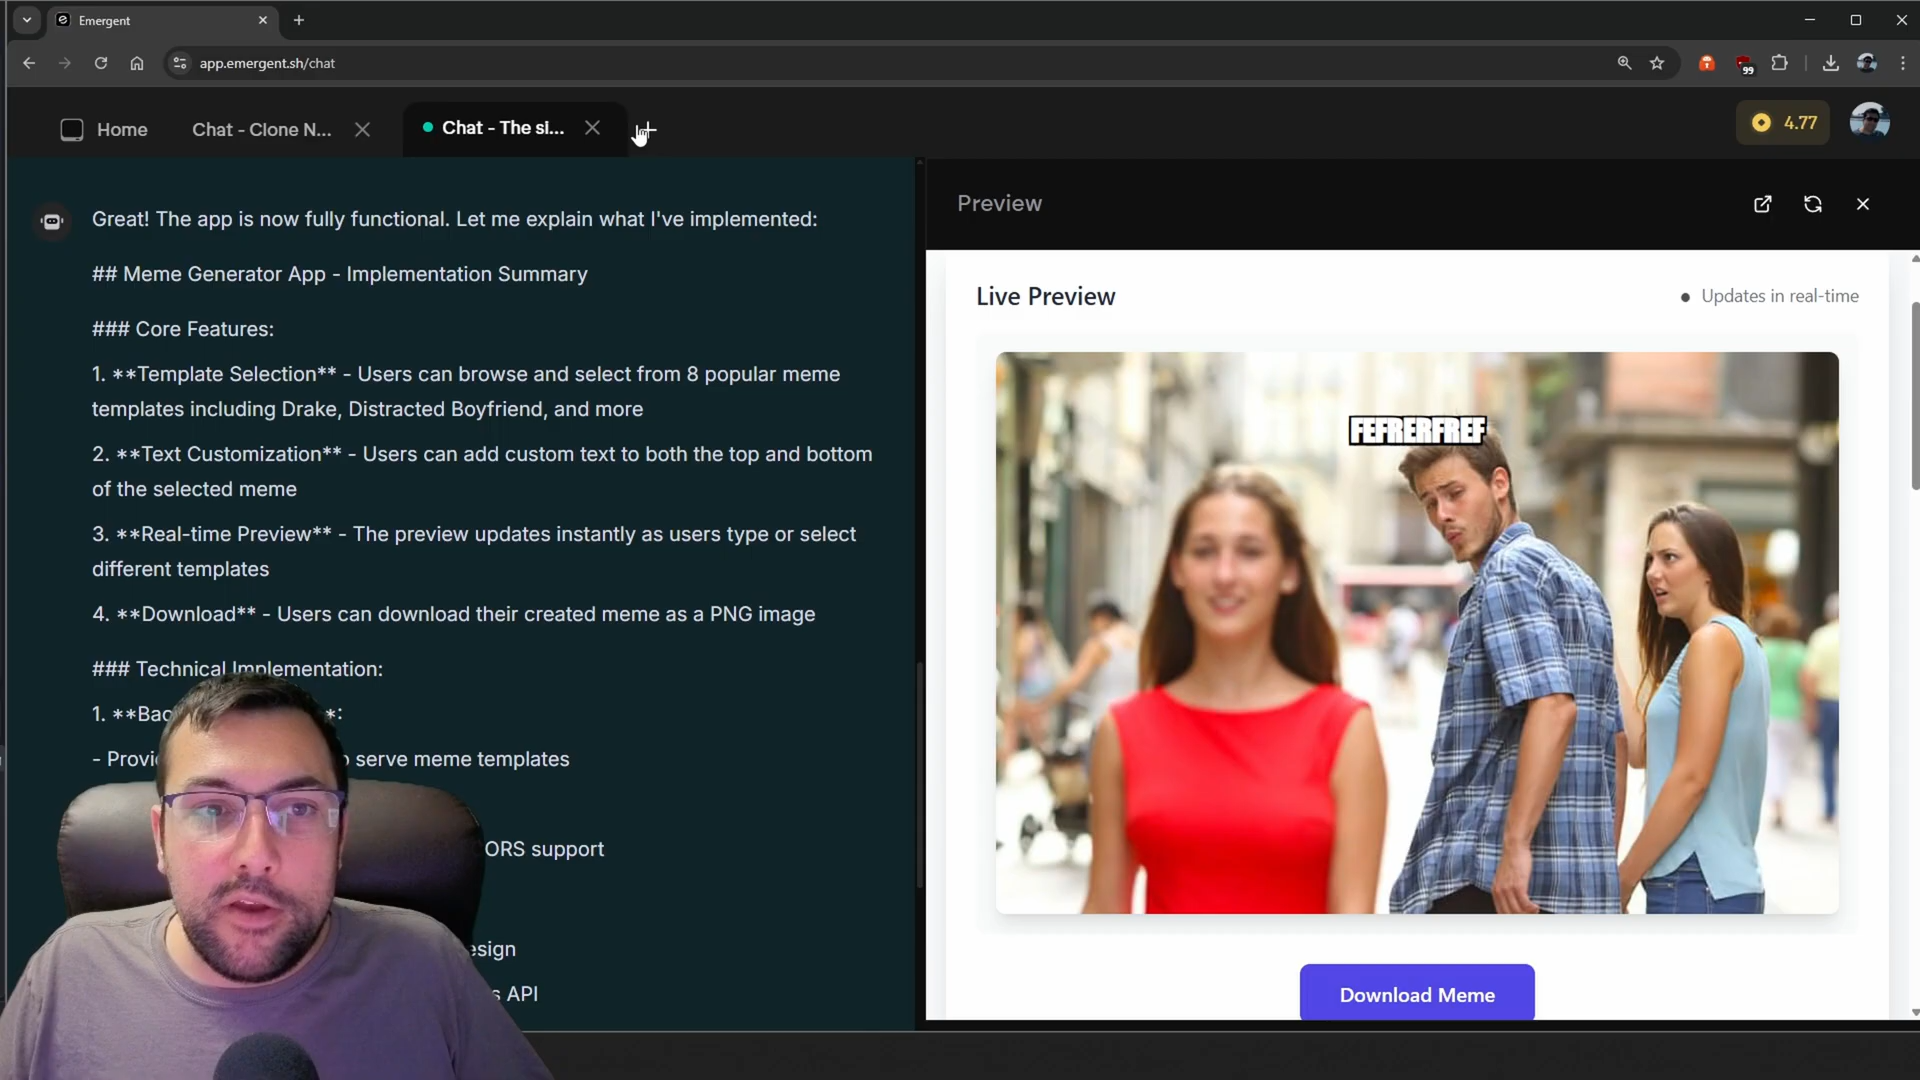 Emergent
app.emergent.sh/chat
99
Home
Chat - Clone N...
Chat - The si...
4.77
Great! The app is now fully functional. Let me explain what I've implemented:
## Meme Generator App - Implementation Summary
### Core Features:
1. **Template Selection** - Users can browse and select from 8 popular meme
templates including Drake, Distracted Boyfriend, and more
2. **Text Customization** - Users can add custom text to both the top and bottom
of the selected meme
3. **Real-time Preview** - The preview updates instantly as users type or select
different templates
4. **Download** - Users can download their created meme as a PNG image
### Technical Implementation:
1. **
*:
serve meme templates
support
API
Preview
Live Preview
Updates in real-time
FEFRERFREF
Download Meme